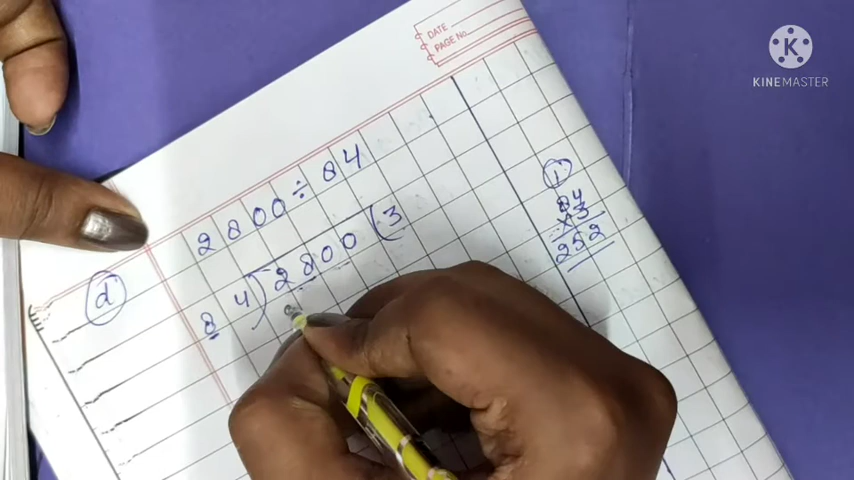 DATE
PAGE No.
K
KINEMASTER
2800 ÷ 84
d
84)2800(3
1
84
×3
252